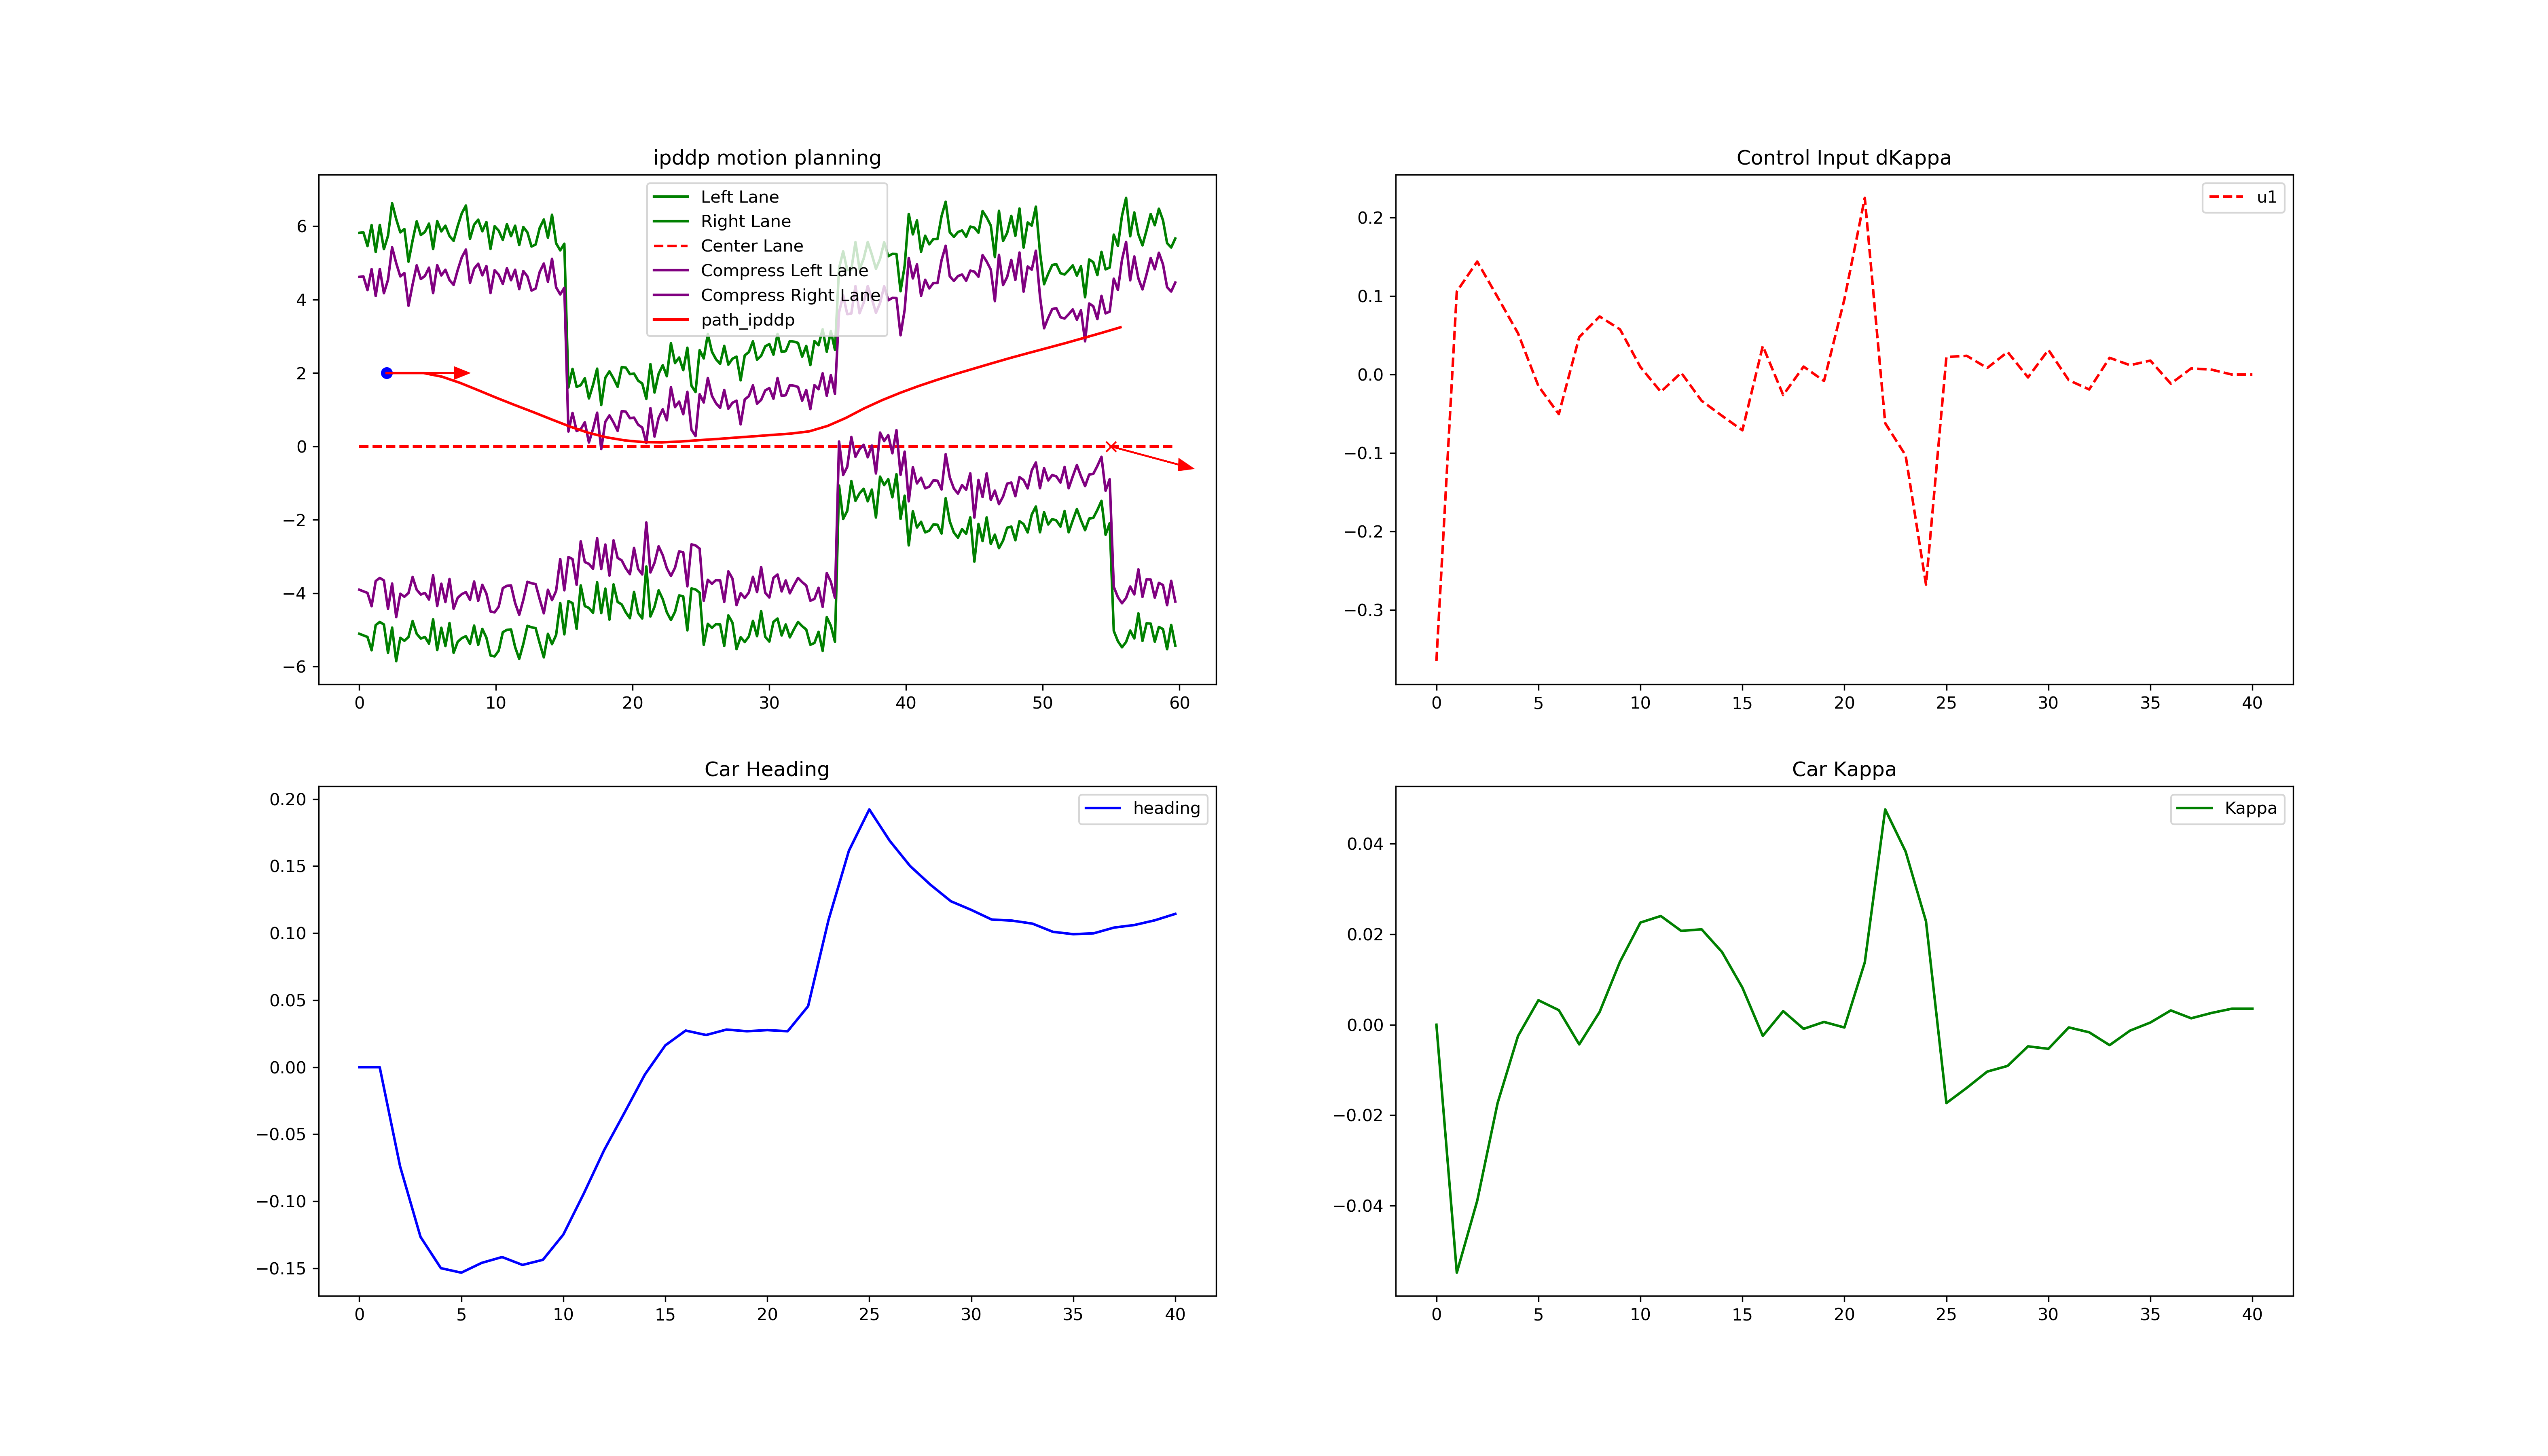 ipddp motion planning
Left Lane
Right Lane
Center Lane
Compress Left Lane
Compress Right Lane
path_ipddp
6
4
2
0
−2
−4
−6
0 10 20 30 40 50 60
Control Input dKappa
u1
0.2
0.1
0.0
−0.1
−0.2
−0.3
0 5 10 15 20 25 30 35 40
Car Heading
heading
0.20
0.15
0.10
0.05
0.00
−0.05
−0.10
−0.15
0 5 10 15 20 25 30 35 40
Car Kappa
Kappa
0.04
0.02
0.00
−0.02
−0.04
0 5 10 15 20 25 30 35 40